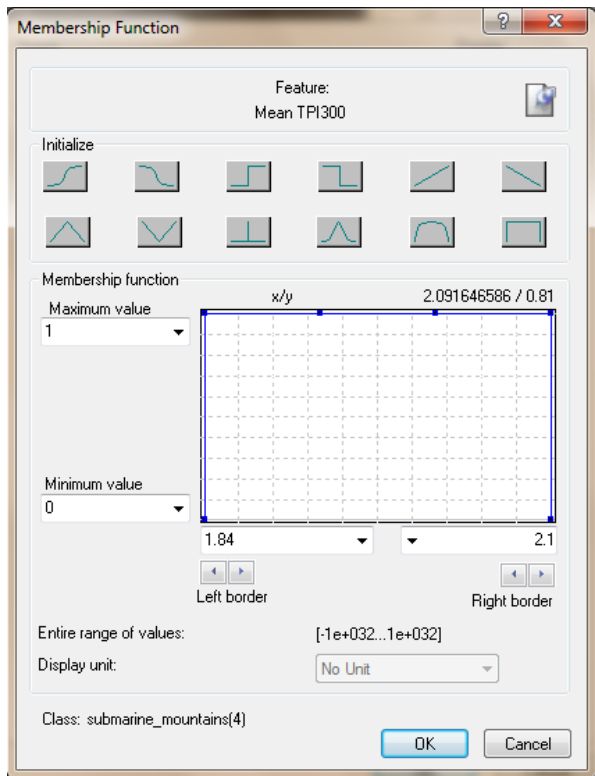 Membership Function
Feature:
Mean TPI300
Initialize
Membership function
x/y 2.091646586 / 0.81
Maximum value
1
Minimum value
0
1.84 2.1
Left border Right border
Entire range of values: [-1e+032...1e+032]
Display unit: No Unit
Class: submarine_mountains(4)
OK Cancel